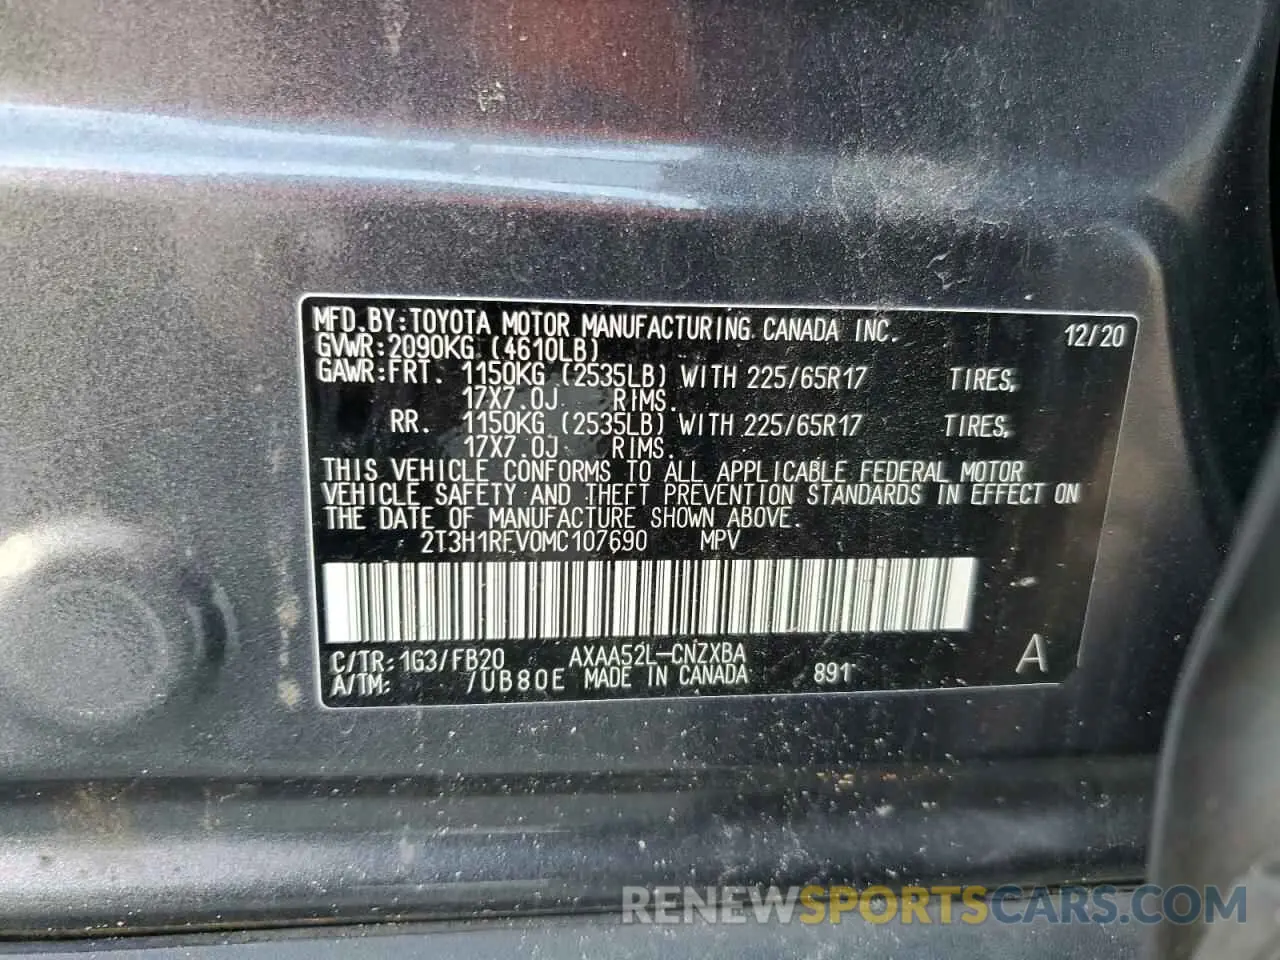 MFD.BY:TOYOTA MOTOR MANUFACTURING CANADA INC. 12/20
GVWR:2090KG (4610LB)
GAWR:FRT. 1150KG (2535LB) WITH 225/65R17 TIRES,
17X7.0J RIMS.
RR. 1150KG (2535LB) WITH 225/65R17 TIRES,
17X7.0J RIMS.
THIS VEHICLE CONFORMS TO ALL APPLICABLE FEDERAL MOTOR
VEHICLE SAFETY AND THEFT PREVENTION STANDARDS IN EFFECT ON
THE DATE OF MANUFACTURE SHOWN ABOVE.
2T3H1RFV0MC107690 MPV
C/TR:1G3/FB20 AXAA52L-CNZXBA A
A/TM: /UB80E MADE IN CANADA 891
RENEWSPORTSCARS.COM